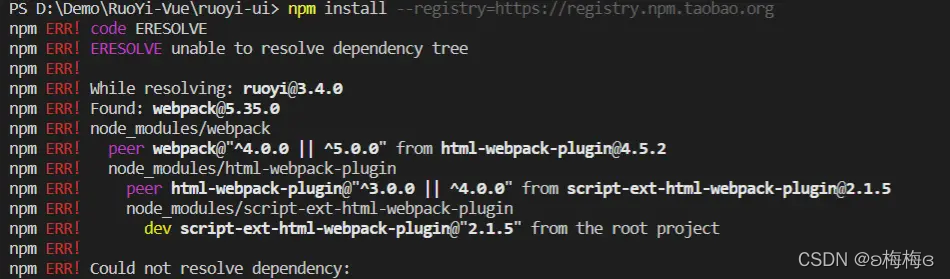 PS D:\Demo\RuoYi-Vue\ruoyi-ui> npm install --registry=https://registry.npm.taobao.org
npm ERR! code ERESOLVE
npm ERR! ERESOLVE unable to resolve dependency tree
npm ERR!
npm ERR! While resolving: ruoyi@3.4.0
npm ERR! Found: webpack@5.35.0
npm ERR! node_modules/webpack
npm ERR!   peer webpack@"^4.0.0 || ^5.0.0" from html-webpack-plugin@4.5.2
npm ERR!   node_modules/html-webpack-plugin
npm ERR!     peer html-webpack-plugin@"^3.0.0 || ^4.0.0" from script-ext-html-webpack-plugin@2.1.5
npm ERR!     node_modules/script-ext-html-webpack-plugin
npm ERR!       dev script-ext-html-webpack-plugin@"2.1.5" from the root project
npm ERR!
npm ERR! Could not resolve dependency:
CSDN @ʚ梅梅ɞ